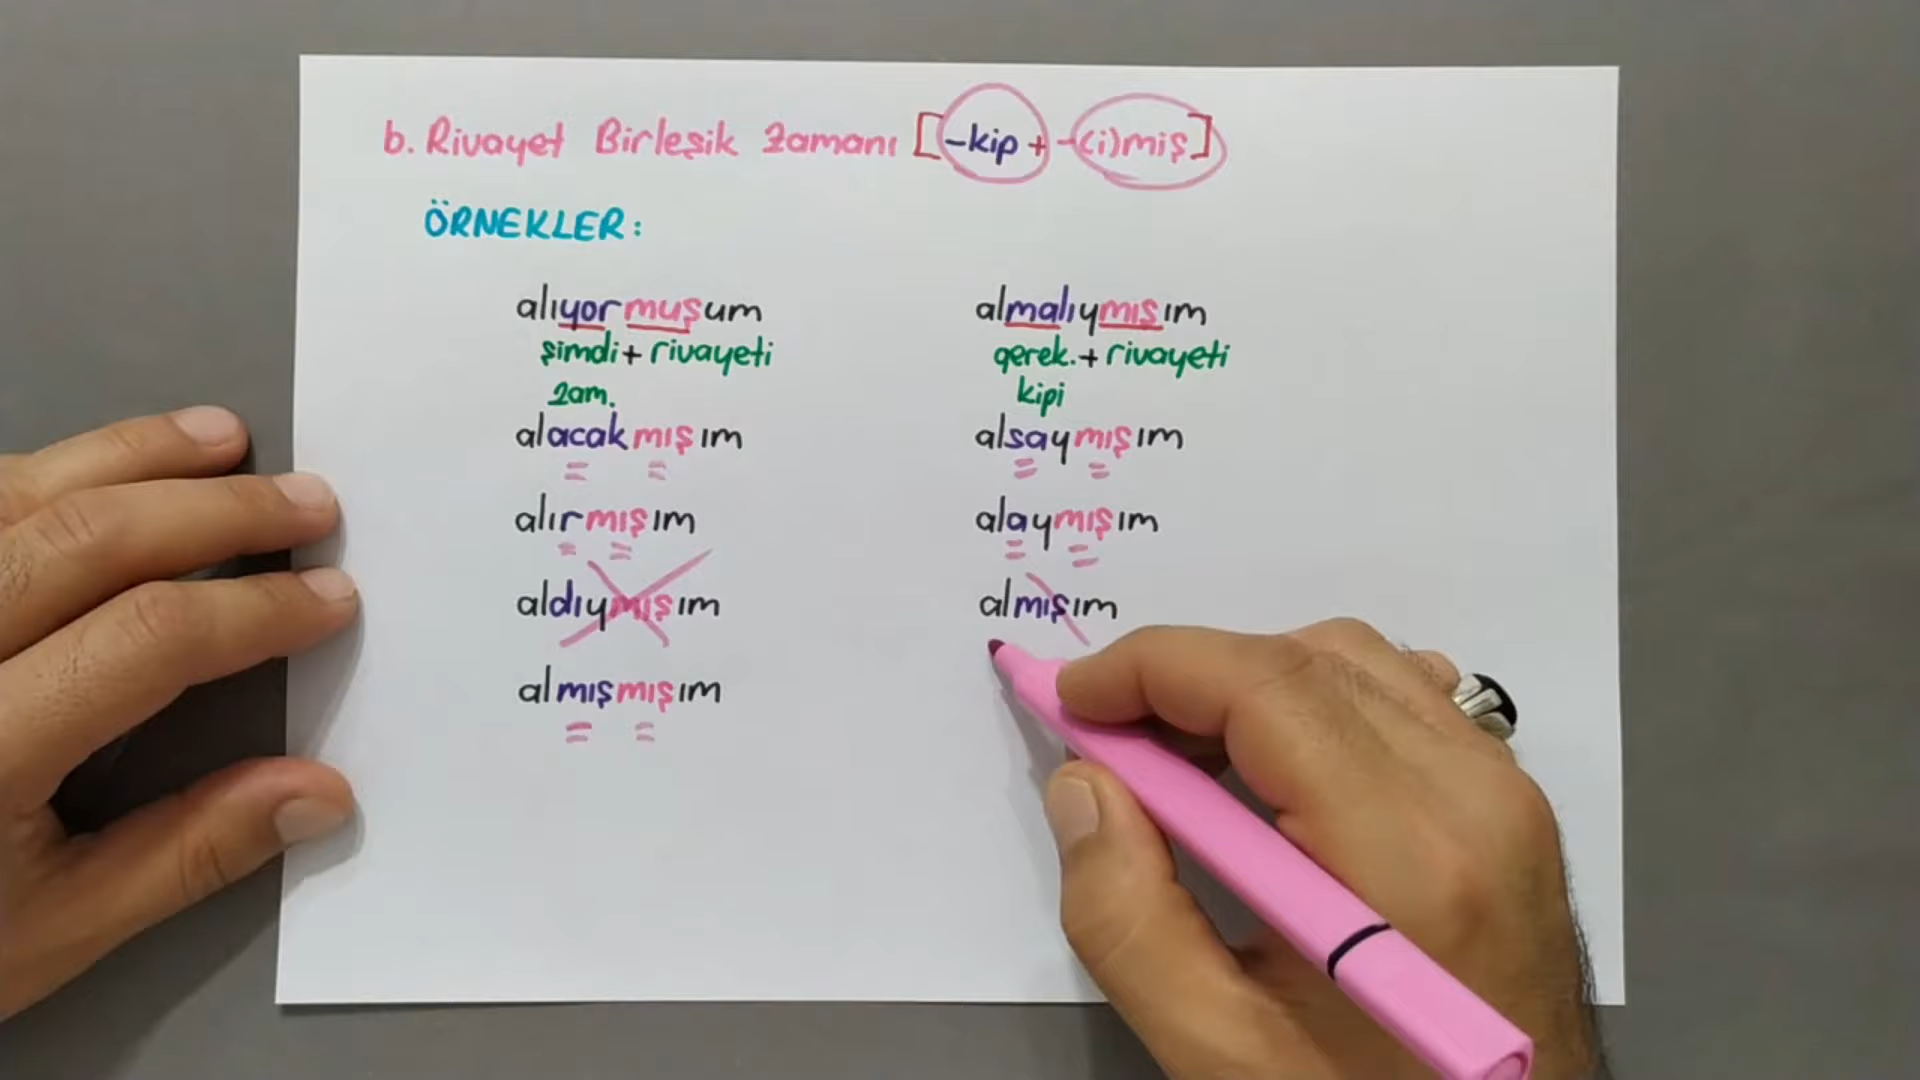 b. Rivayet Birleşik Zamanı [-kip + -(i)miş]
ÖRNEKLER:
alıyormuşum
şimdi + rivayeti
zam.
alacakmışım
alırmışım
aldıymışım
almışmışım
almalıymışım
gerek. + rivayeti
kipi
alsaymışım
alaymışım
almışım